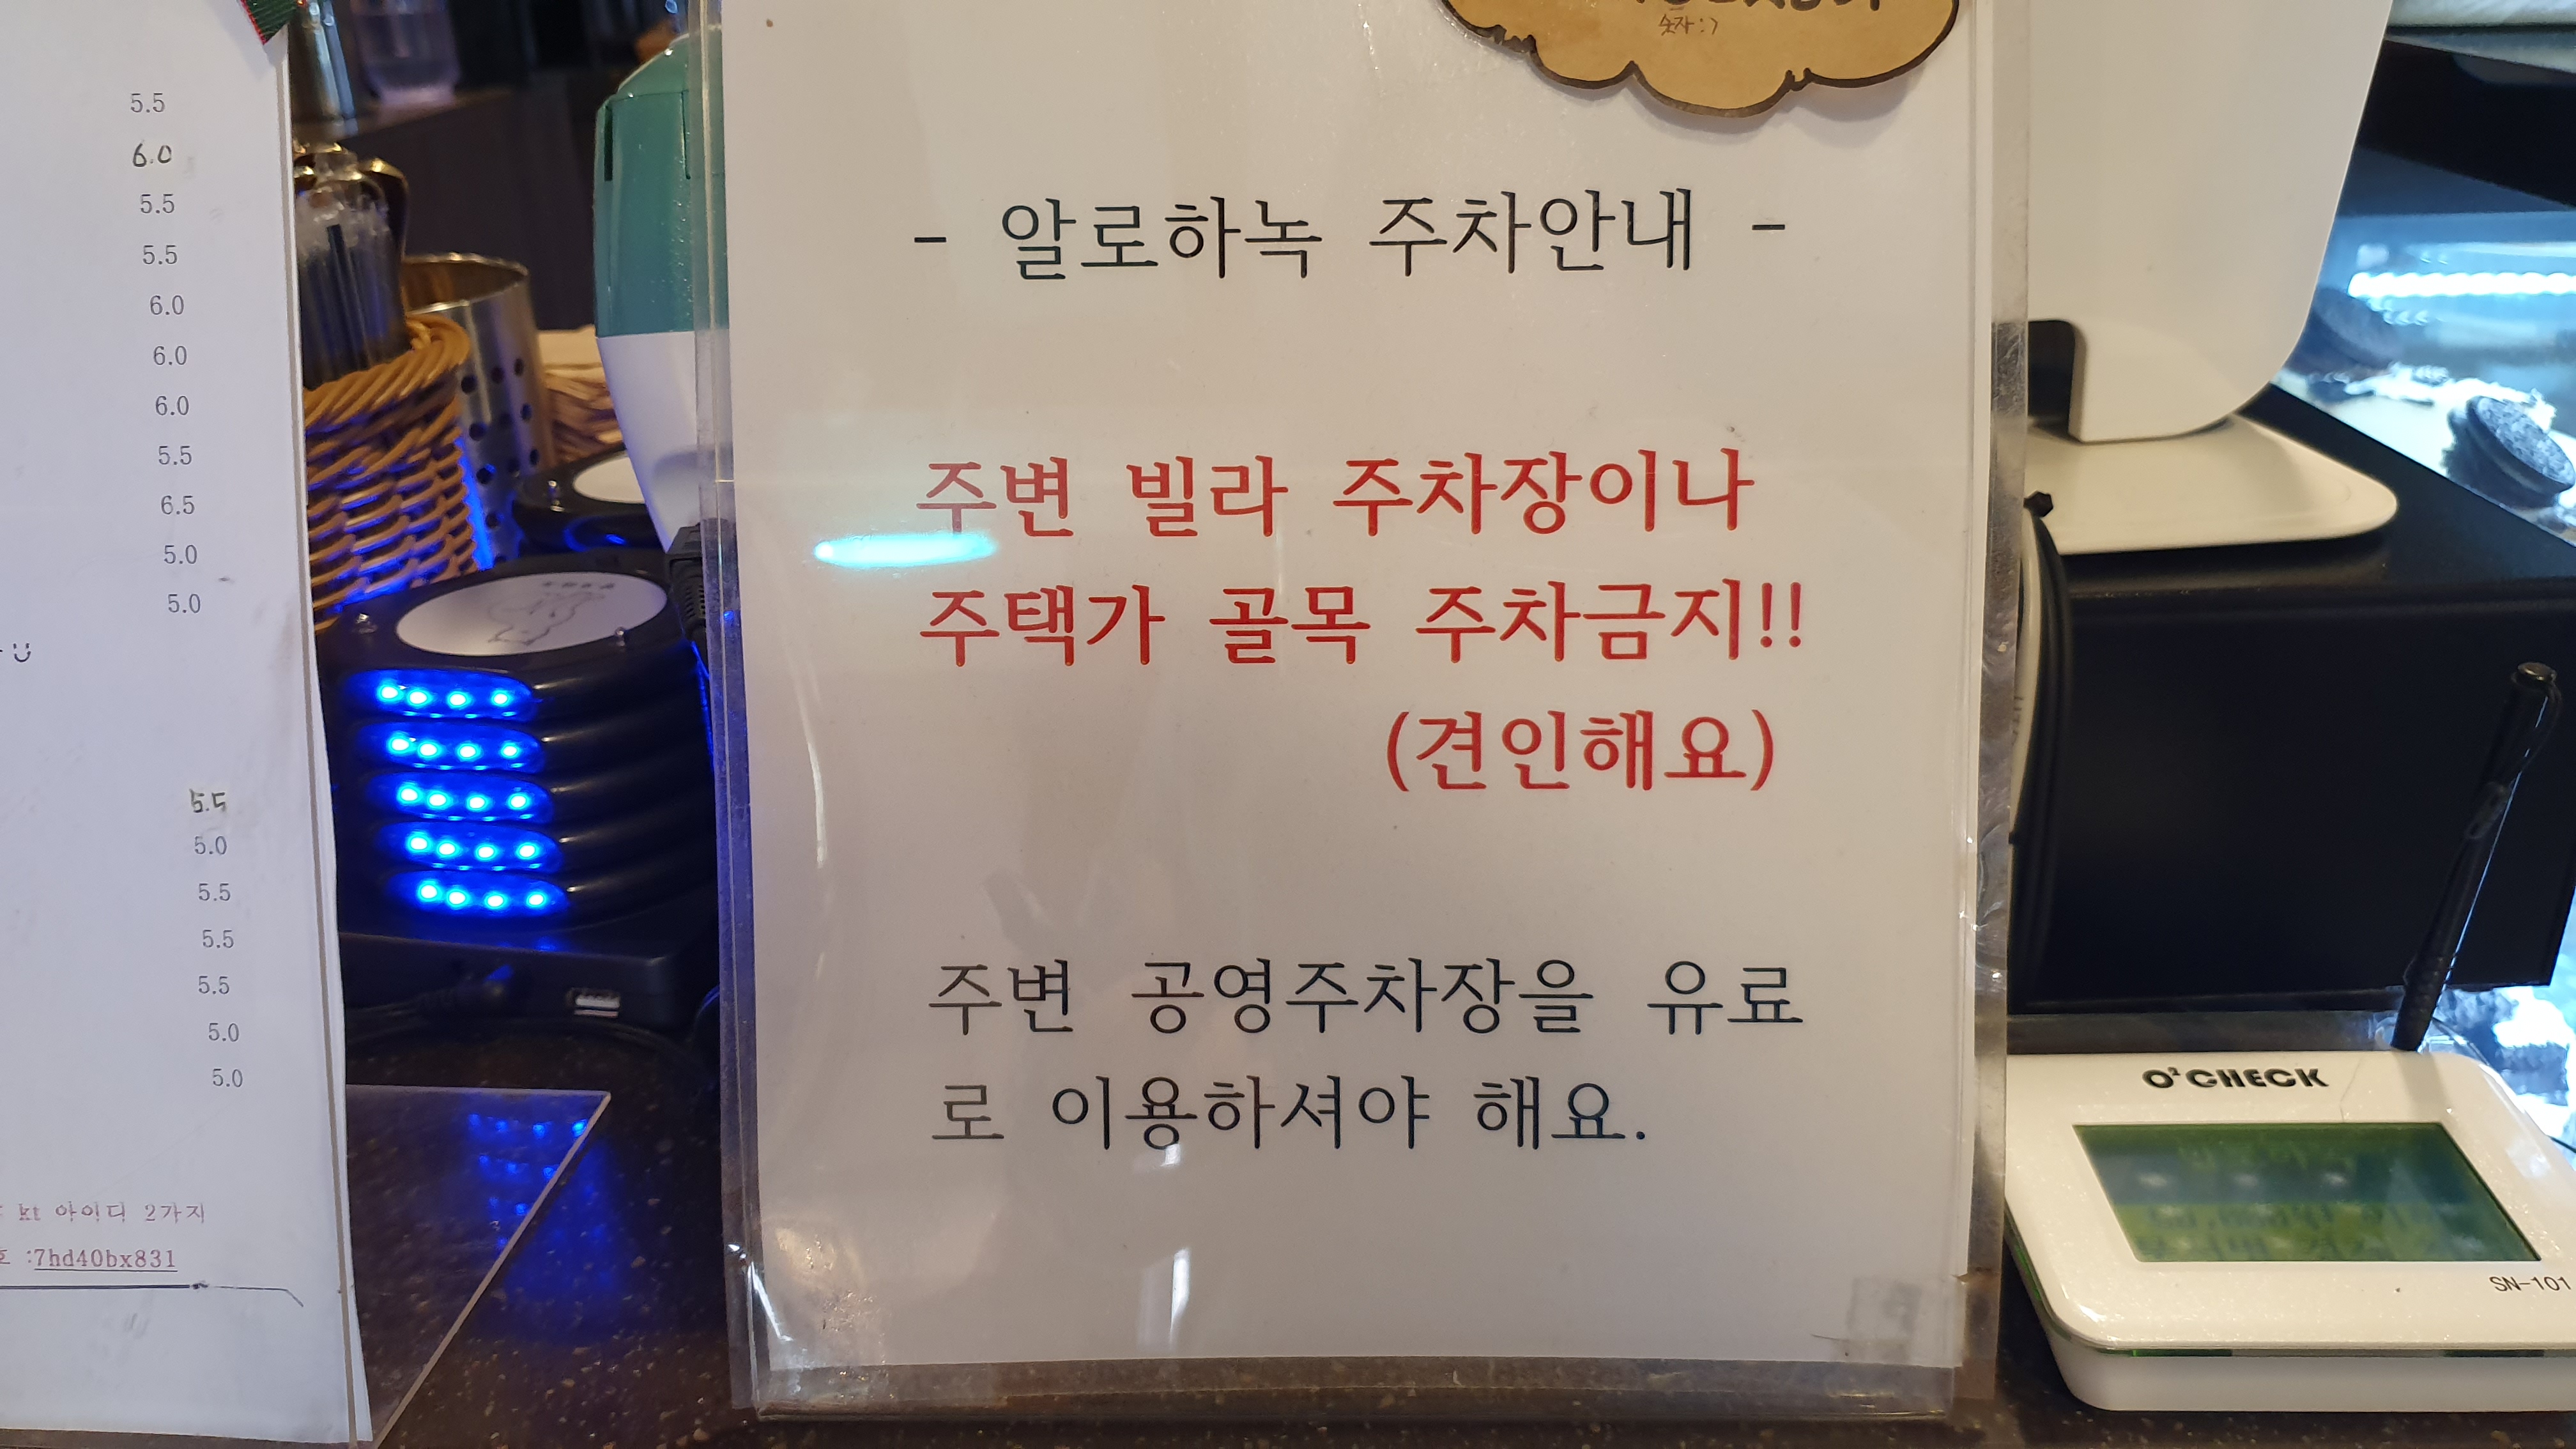 5.5
6.0
5.5
5.5
6.0
6.0
6.0
5.5
6.5
5.0
5.0
5.5
5.0
5.5
5.5
5.5
5.0
5.0
kt 아이디 2가지
:7hd40bx831
숫자:)
- 알로하녹 주차안내 -
주변 빌라 주차장이나
주택가 골목 주차금지!!
(견인해요)
주변 공영주차장을 유료
로 이용하셔야 해요.
O²CHECK
SN-101